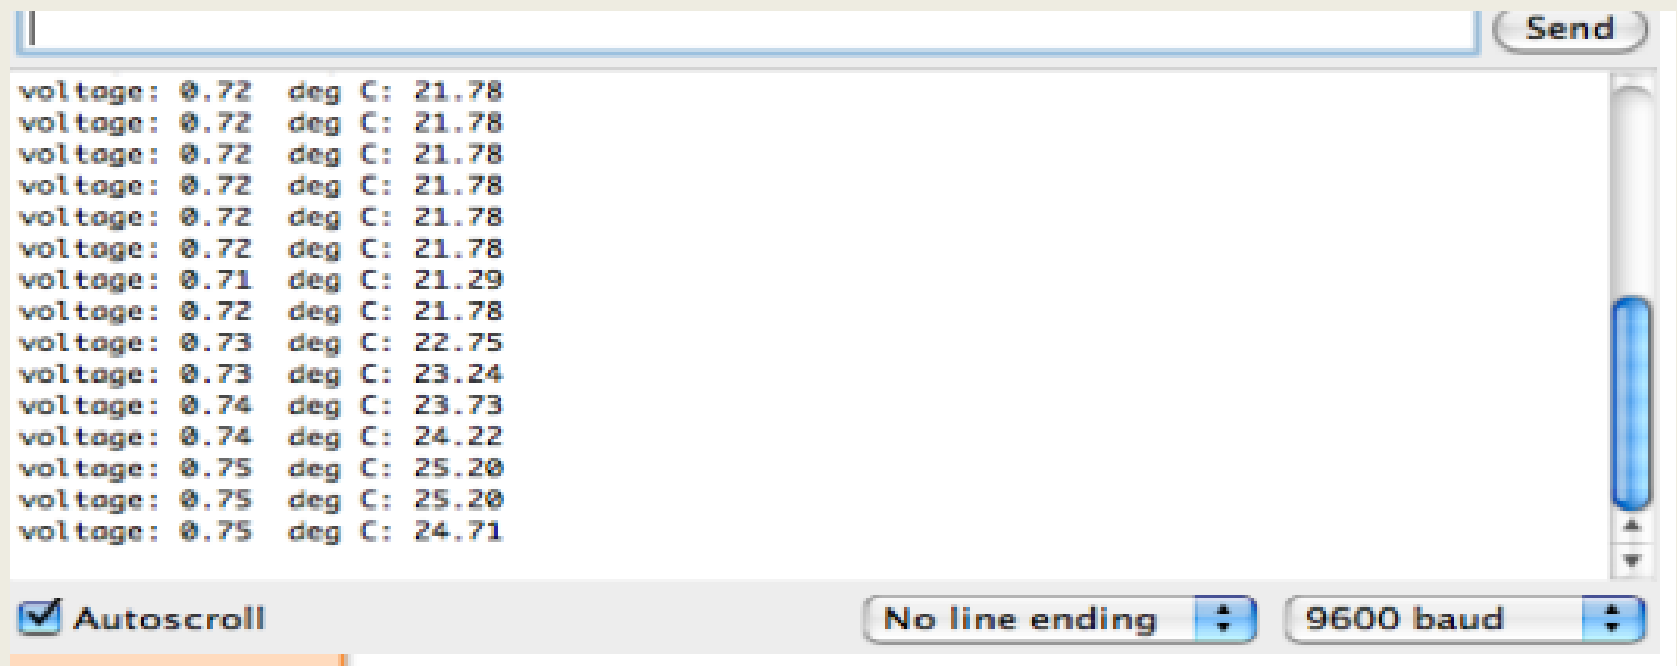 Send
voltage: 0.72  deg C: 21.78
voltage: 0.72  deg C: 21.78
voltage: 0.72  deg C: 21.78
voltage: 0.72  deg C: 21.78
voltage: 0.72  deg C: 21.78
voltage: 0.72  deg C: 21.78
voltage: 0.71  deg C: 21.29
voltage: 0.72  deg C: 21.78
voltage: 0.73  deg C: 22.75
voltage: 0.73  deg C: 23.24
voltage: 0.74  deg C: 23.73
voltage: 0.74  deg C: 24.22
voltage: 0.75  deg C: 25.20
voltage: 0.75  deg C: 25.20
voltage: 0.75  deg C: 24.71
Autoscroll No line ending 9600 baud